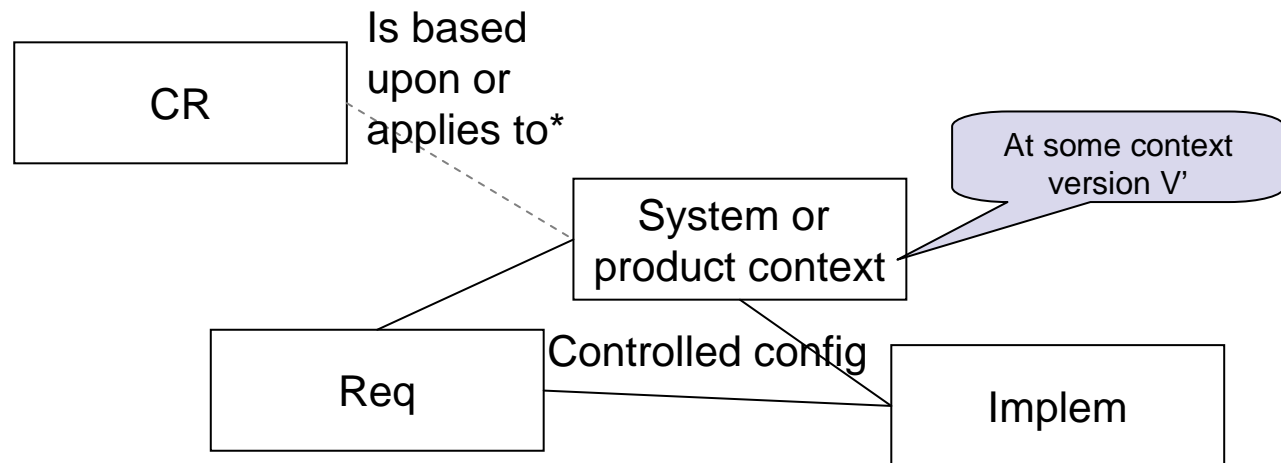 Is based
upon or
applies to*
CR
At some context
version V’
System or
product context
Controlled config
Req
Implem